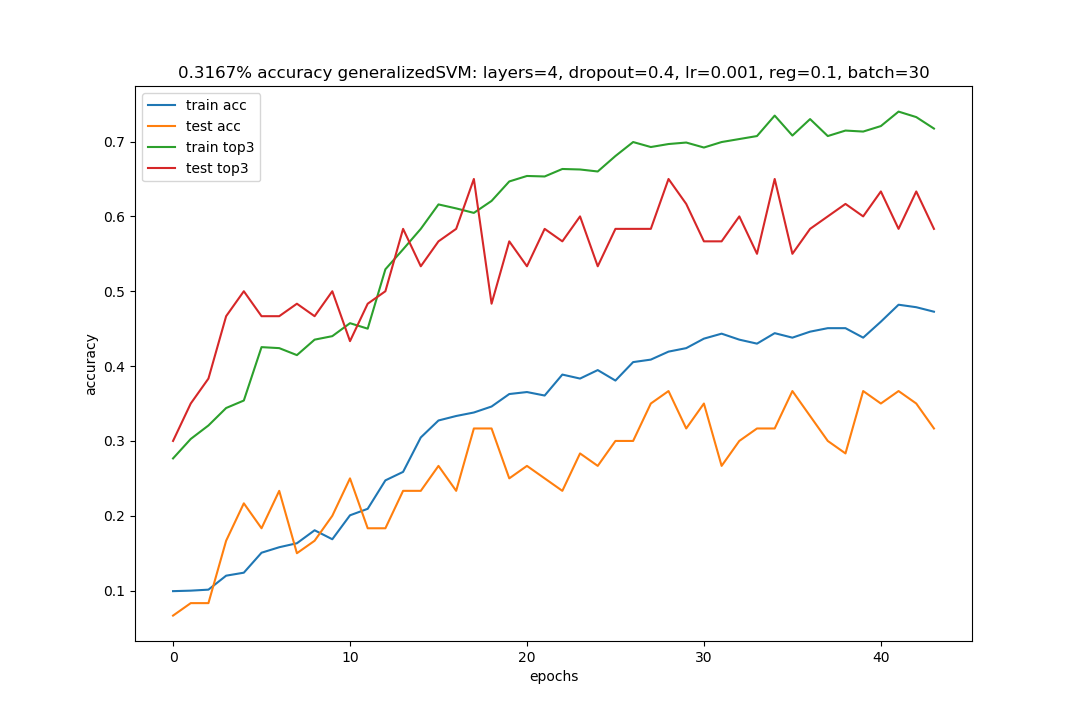 0.3167% accuracy generalizedSVM: layers=4, dropout=0.4, lr=0.001, reg=0.1, batch=30
train acc
test acc
train top3
test top3
accuracy
0.7
0.6
0.5
0.4
0.3
0.2
0.1
0 10 20 30 40
epochs